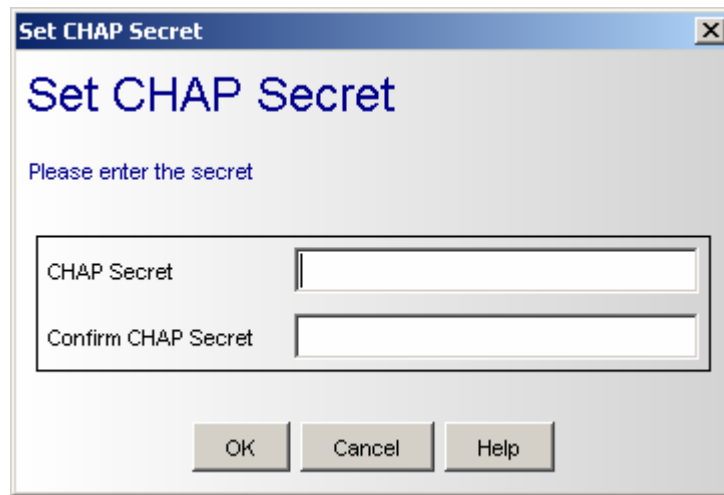 Set CHAP Secret
Set CHAP Secret
Please enter the secret
CHAP Secret
Confirm CHAP Secret
OK Cancel Help